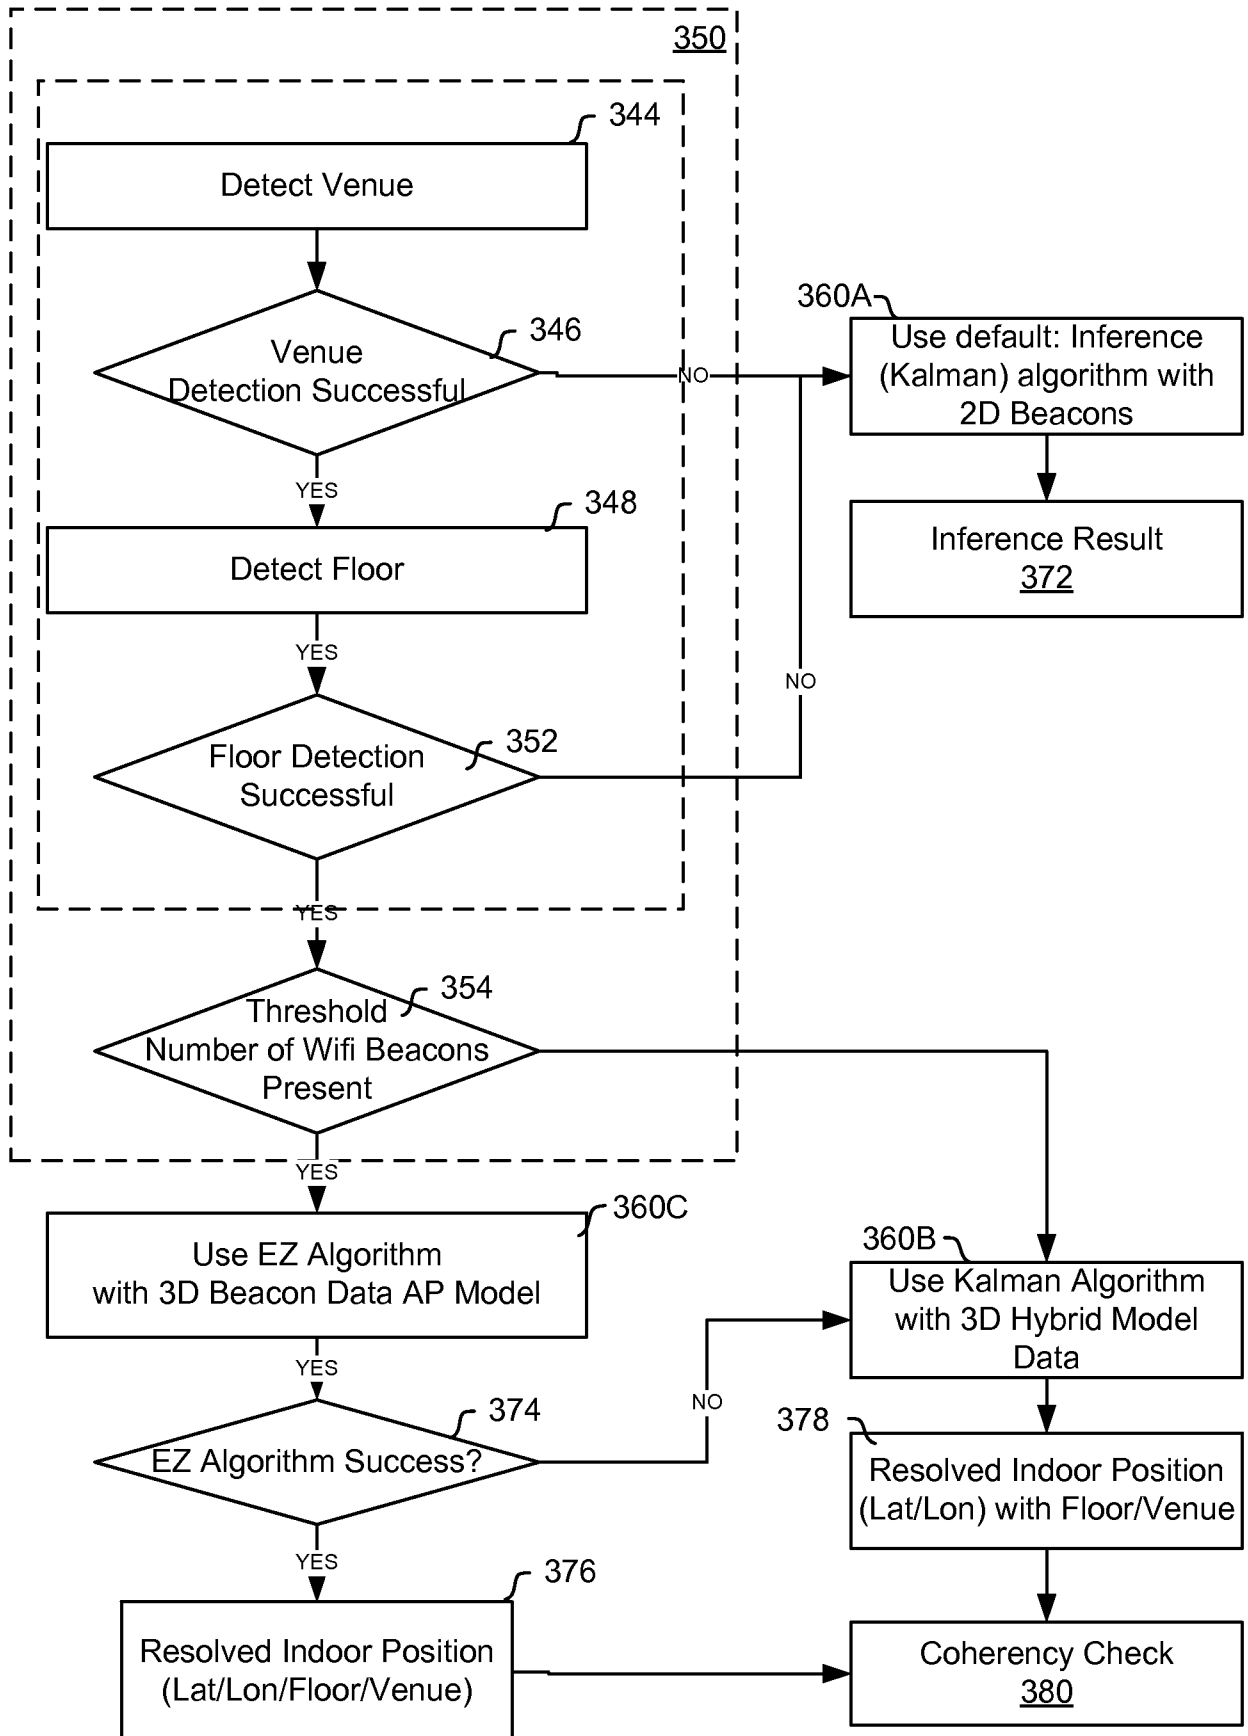 350
344
Detect Venue
360A
346
Venue
Detection Successful
NO
Use default: Inference
(Kalman) algorithm with
2D Beacons
YES
348
Detect Floor
Inference Result
372
YES
NO
352
Floor Detection
Successful
YES
354
Threshold
Number of Wifi Beacons
Present
YES
360C
Use EZ Algorithm
with 3D Beacon Data AP Model
360B
Use Kalman Algorithm
with 3D Hybrid Model
Data
YES
NO
374
EZ Algorithm Success?
378
Resolved Indoor Position
(Lat/Lon) with Floor/Venue
YES
376
Resolved Indoor Position
(Lat/Lon/Floor/Venue)
Coherency Check
380